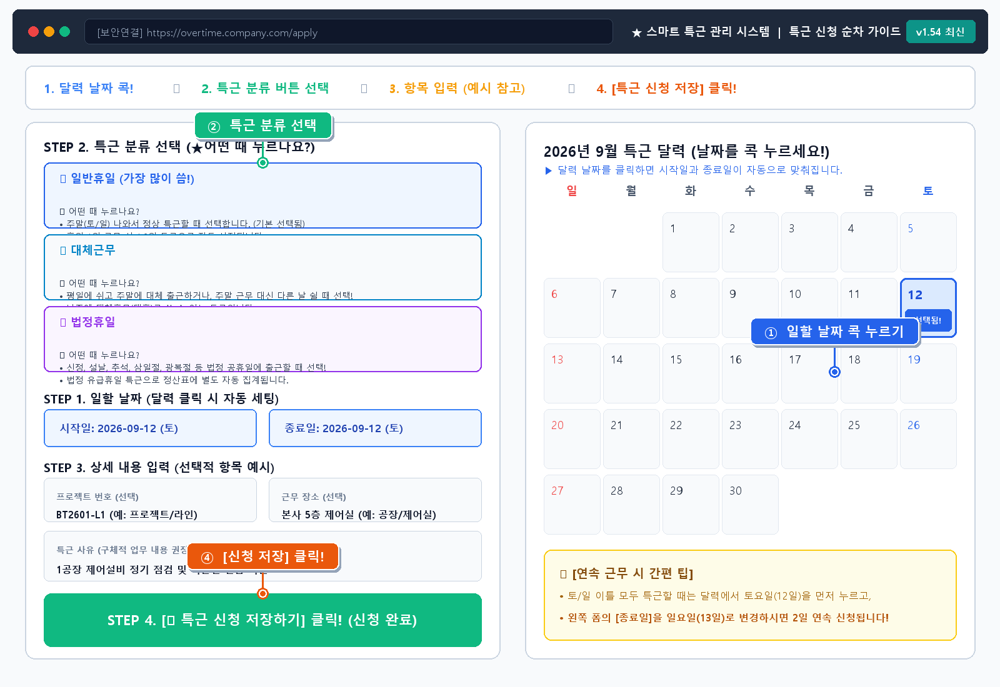 [보안연결] https://overtime.company.com/apply
★ 스마트 특근 관리 시스템 | 특근 신청 순차 가이드
v1.54 최신
1. 달력 날짜 콕!
2. 특근 분류 버튼 선택
3. 항목 입력 (예시 참고)
4. [특근 신청 저장] 클릭!
② 특근 분류 선택
STEP 2. 특근 분류 선택 (★어떤 때 누르나요?)
일반휴일 (가장 많이 씀!)
어떤 때 누르나요?
• 주말(토/일) 나와서 정상 특근할 때 선택합니다. (기본 선택됨)
대체근무
어떤 때 누르나요?
• 평일에 쉬고 주말에 대체 출근하거나, 주말 근무 대신 다른 날 쉴 때 선택!
법정휴일
어떤 때 누르나요?
• 신정, 설날, 추석, 삼일절, 광복절 등 법정 공휴일에 출근할 때 선택!
• 법정 유급휴일 특근으로 정산표에 별도 자동 집계됩니다.
STEP 1. 일할 날짜 (달력 클릭 시 자동 세팅)
시작일: 2026-09-12 (토)
종료일: 2026-09-12 (토)
STEP 3. 상세 내용 입력 (선택적 항목 예시)
프로젝트 번호 (선택)
BT2601-L1 (예: 프로젝트/라인)
근무 장소 (선택)
본사 5층 제어실 (예: 공장/제어실)
특근 사유 (구체적 업무 내용 권장
1공장 제어설비 정기 점검 및
④ [신청 저장] 클릭!
STEP 4. [특근 신청 저장하기] 클릭! (신청 완료)
2026년 9월 특근 달력 (날짜를 콕 누르세요!)
▶ 달력 날짜를 클릭하면 시작일과 종료일이 자동으로 맞춰집니다.
일 월 화 수 목 금 토
1 2 3 4 5
6 7 8 9 10 11 12
선택됨!
① 일할 날짜 콕 누르기
13 14 15 16 17 18 19
20 21 22 23 24 25 26
27 28 29 30
[연속 근무 시 간편 팁]
• 토/일 이틀 모두 특근할 때는 달력에서 토요일(12일)을 먼저 누르고,
• 왼쪽 폼의 [종료일]을 일요일(13일)로 변경하시면 2일 연속 신청됩니다!